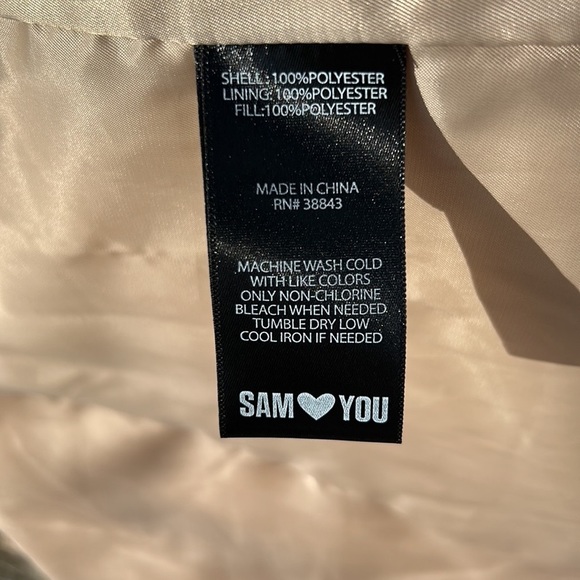 SHELL:100%POLYESTER
LINING:100%POLYESTER
FILL:100%POLYESTER
MADE IN CHINA
RN# 38843
MACHINE WASH COLD
WITH LIKE COLORS
ONLY NON-CHLORINE
BLEACH WHEN NEEDED
TUMBLE DRY LOW
COOL IRON IF NEEDED
SAM♥YOU